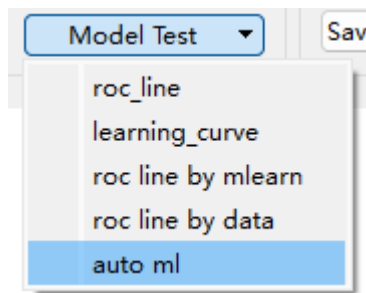 Model Test
Sav
roc_line
learning_curve
roc line by mlearn
roc line by data
auto ml